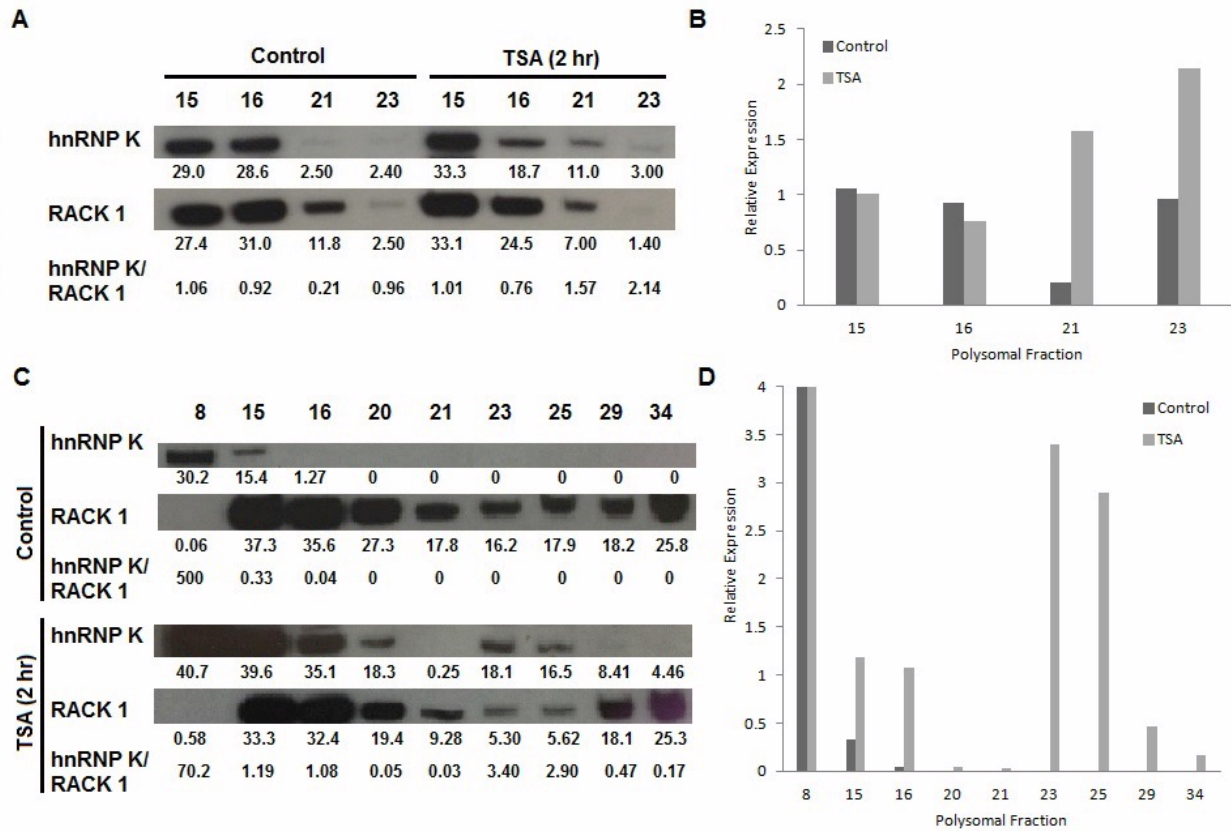 A
Control TSA (2 hr)
15 16 21 23 15 16 21 23
hnRNP K
29.0 28.6 2.50 2.40 33.3 18.7 11.0 3.00
RACK 1
27.4 31.0 11.8 2.50 33.1 24.5 7.00 1.40
hnRNP K/
RACK 1 1.06 0.92 0.21 0.96 1.01 0.76 1.57 2.14
B
Control
TSA
Relative Expression
2.5
2
1.5
1
0.5
0
15 16 21 23
Polysomal Fraction
C
8 15 16 20 21 23 25 29 34
Control
hnRNP K
30.2 15.4 1.27 0 0 0 0 0 0
RACK 1
0.06 37.3 35.6 27.3 17.8 16.2 17.9 18.2 25.8
hnRNP K/
RACK 1 500 0.33 0.04 0 0 0 0 0 0
TSA (2 hr)
hnRNP K
40.7 39.6 35.1 18.3 0.25 18.1 16.5 8.41 4.46
RACK 1
0.58 33.3 32.4 19.4 9.28 5.30 5.62 18.1 25.3
hnRNP K/
RACK 1 70.2 1.19 1.08 0.05 0.03 3.40 2.90 0.47 0.17
D
Control
TSA
Relative Expression
4
3.5
3
2.5
2
1.5
1
0.5
0
8 15 16 20 21 23 25 29 34
Polysomal Fraction